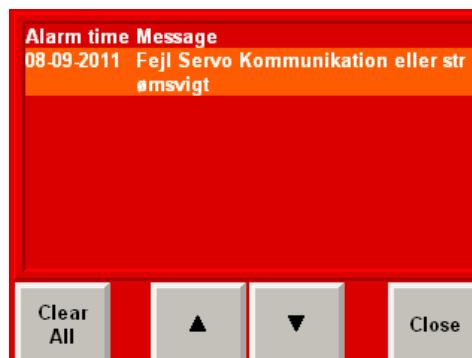 Alarm time Message
08-09-2011 Fejl Servo Kommunikation eller str
ømsvigt
Clear
All
▲
▼
Close